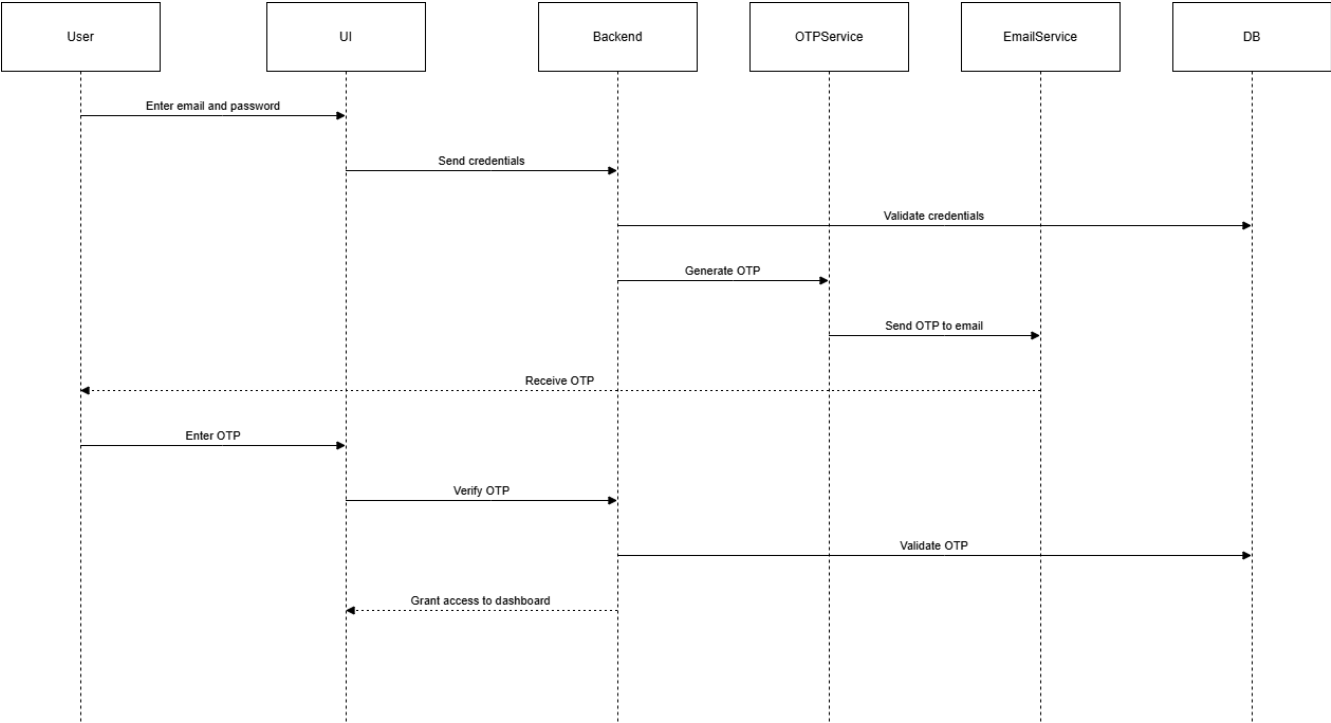 User
UI
Backend
OTPService
EmailService
DB
Enter email and password
Send credentials
Validate credentials
Generate OTP
Send OTP to email
Receive OTP
Enter OTP
Verify OTP
Validate OTP
Grant access to dashboard